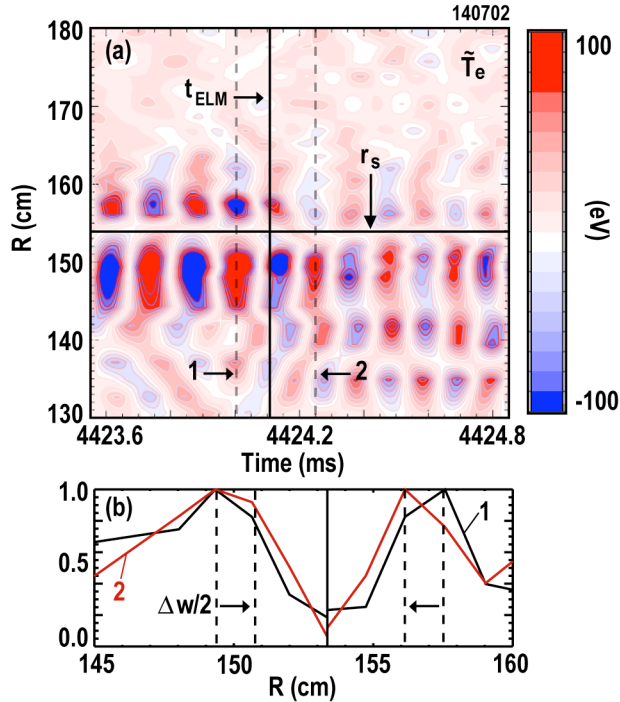 140702
(a)
T̃e
tELM
rs
1
2
180
170
160
150
140
130
R (cm)
4423.6
4424.2
4424.8
Time (ms)
100
(eV)
-100
(b)
1.0
0.5
0.0
1
2
Δw/2
145
150
155
160
R (cm)